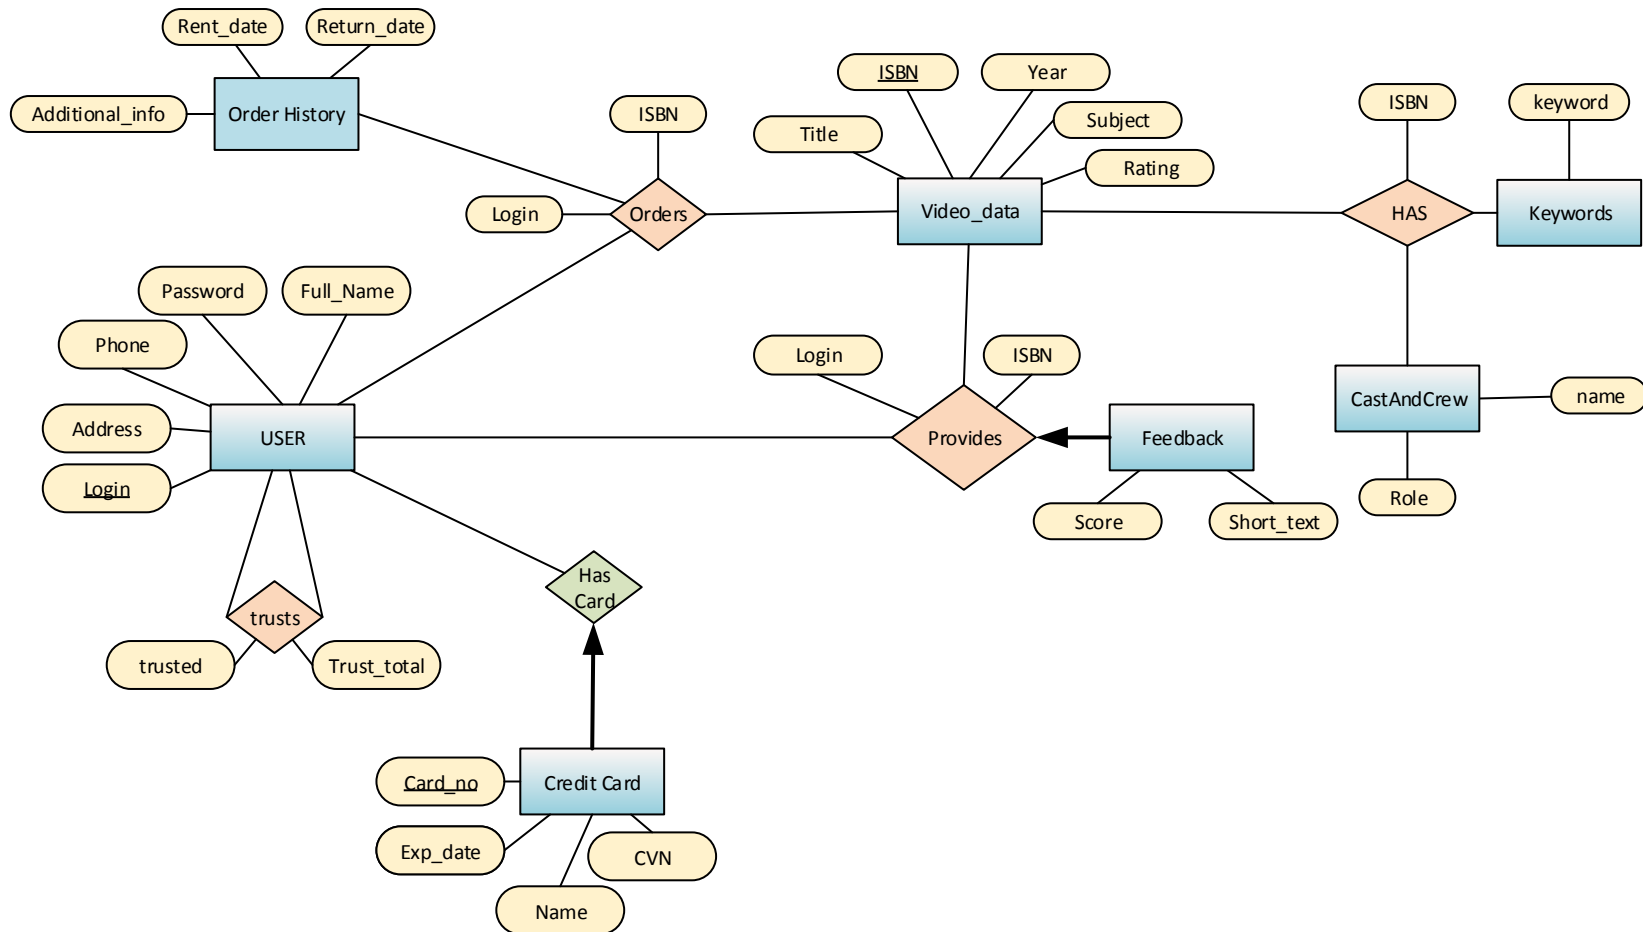 Rent_date
Return_date
Additional_info
Order History
ISBN
Login
Orders
ISBN
Year
Title
Subject
Rating
Video_data
ISBN
keyword
HAS
Keywords
Password
Full_Name
Phone
Address
USER
Login
Login
ISBN
Provides
Feedback
Score
Short_text
CastAndCrew
name
Role
trusts
trusted
Trust_total
Has
Card
Card_no
Credit Card
Exp_date
CVN
Name